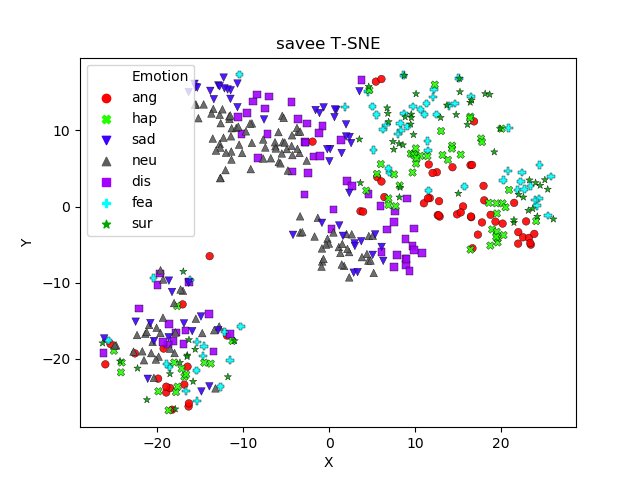 savee T-SNE
Emotion
ang
hap
sad
neu
dis
fea
sur
Y
10
0
−10
−20
−20
−10
0
10
20
X